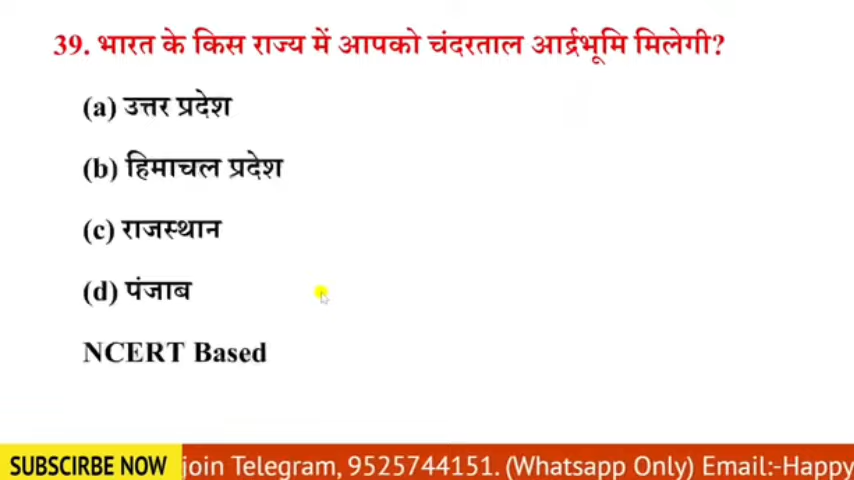 39. भारत के किस राज्य में आपको चंदरताल आर्द्रभूमि मिलेगी?
(a) उत्तर प्रदेश
(b) हिमाचल प्रदेश
(c) राजस्थान
(d) पंजाब
NCERT Based
SUBSCIRBE NOW join Telegram, 9525744151. (Whatsapp Only) Email:-Happy